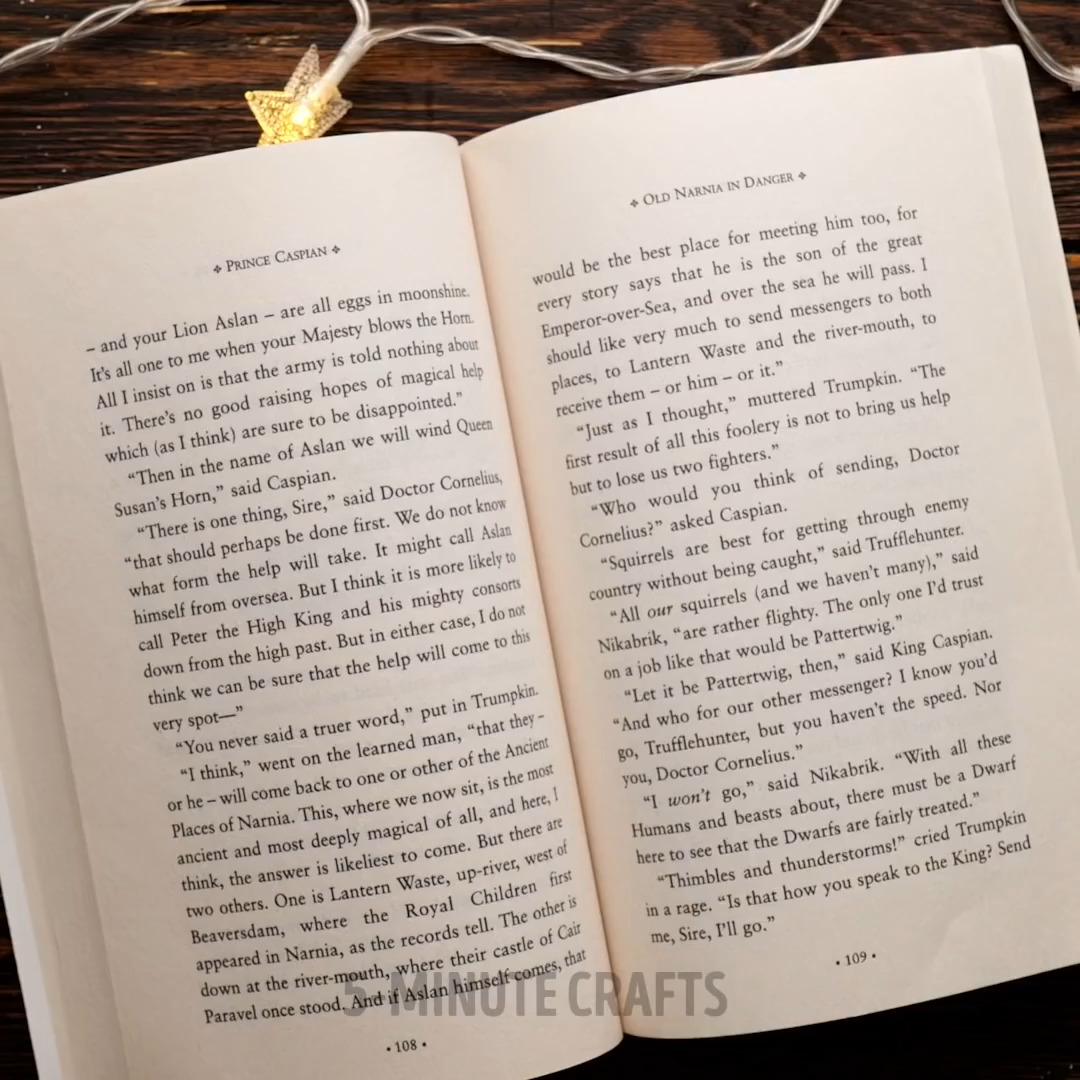 ❖ PRINCE CASPIAN ❖
– and your Lion Aslan – are all eggs in moonshine.
It's all one to me when your Majesty blows the Horn.
All I insist on is that the army is told nothing about
it. There's no good raising hopes of magical help
which (as I think) are sure to be disappointed.”
“Then in the name of Aslan we will wind Queen
Susan's Horn,” said Caspian.
“There is one thing, Sire,” said Doctor Cornelius,
“that should perhaps be done first. We do not know
what form the help will take. It might call Aslan
himself from oversea. But I think it is more likely to
call Peter the High King and his mighty consorts
down from the high past. But in either case, I do not
think we can be sure that the help will come to this
very spot—”
“You never said a truer word,” put in Trumpkin.
“I think,” went on the learned man, “that they –
or he – will come back to one or other of the Ancient
Places of Narnia. This, where we now sit, is the most
ancient and most deeply magical of all, and here, I
think, the answer is likeliest to come. But there are
two others. One is Lantern Waste, up-river, west of
Beaversdam, where the Royal Children first
appeared in Narnia, as the records tell. The other is
down at the river-mouth, where their castle of Cair
Paravel once stood. And if Aslan himself comes, that
• 108 •
❖ OLD NARNIA IN DANGER ❖
would be the best place for meeting him too, for
every story says that he is the son of the great
Emperor-over-Sea, and over the sea he will pass. I
should like very much to send messengers to both
places, to Lantern Waste and the river-mouth, to
receive them – or him – or it.”
“Just as I thought,” muttered Trumpkin. “The
first result of all this foolery is not to bring us help
but to lose us two fighters.”
“Who would you think of sending, Doctor
Cornelius?” asked Caspian.
“Squirrels are best for getting through enemy
country without being caught,” said Trufflehunter.
“All our squirrels (and we haven't many),” said
Nikabrik, “are rather flighty. The only one I'd trust
on a job like that would be Pattertwig.”
“Let it be Pattertwig, then,” said King Caspian.
“And who for our other messenger? I know you'd
go, Trufflehunter, but you haven't the speed. Nor
you, Doctor Cornelius.”
“I won't go,” said Nikabrik. “With all these
Humans and beasts about, there must be a Dwarf
here to see that the Dwarfs are fairly treated.”
“Thimbles and thunderstorms!” cried Trumpkin
in a rage. “Is that how you speak to the King? Send
me, Sire, I'll go.”
• 109 •
5-MINUTE CRAFTS